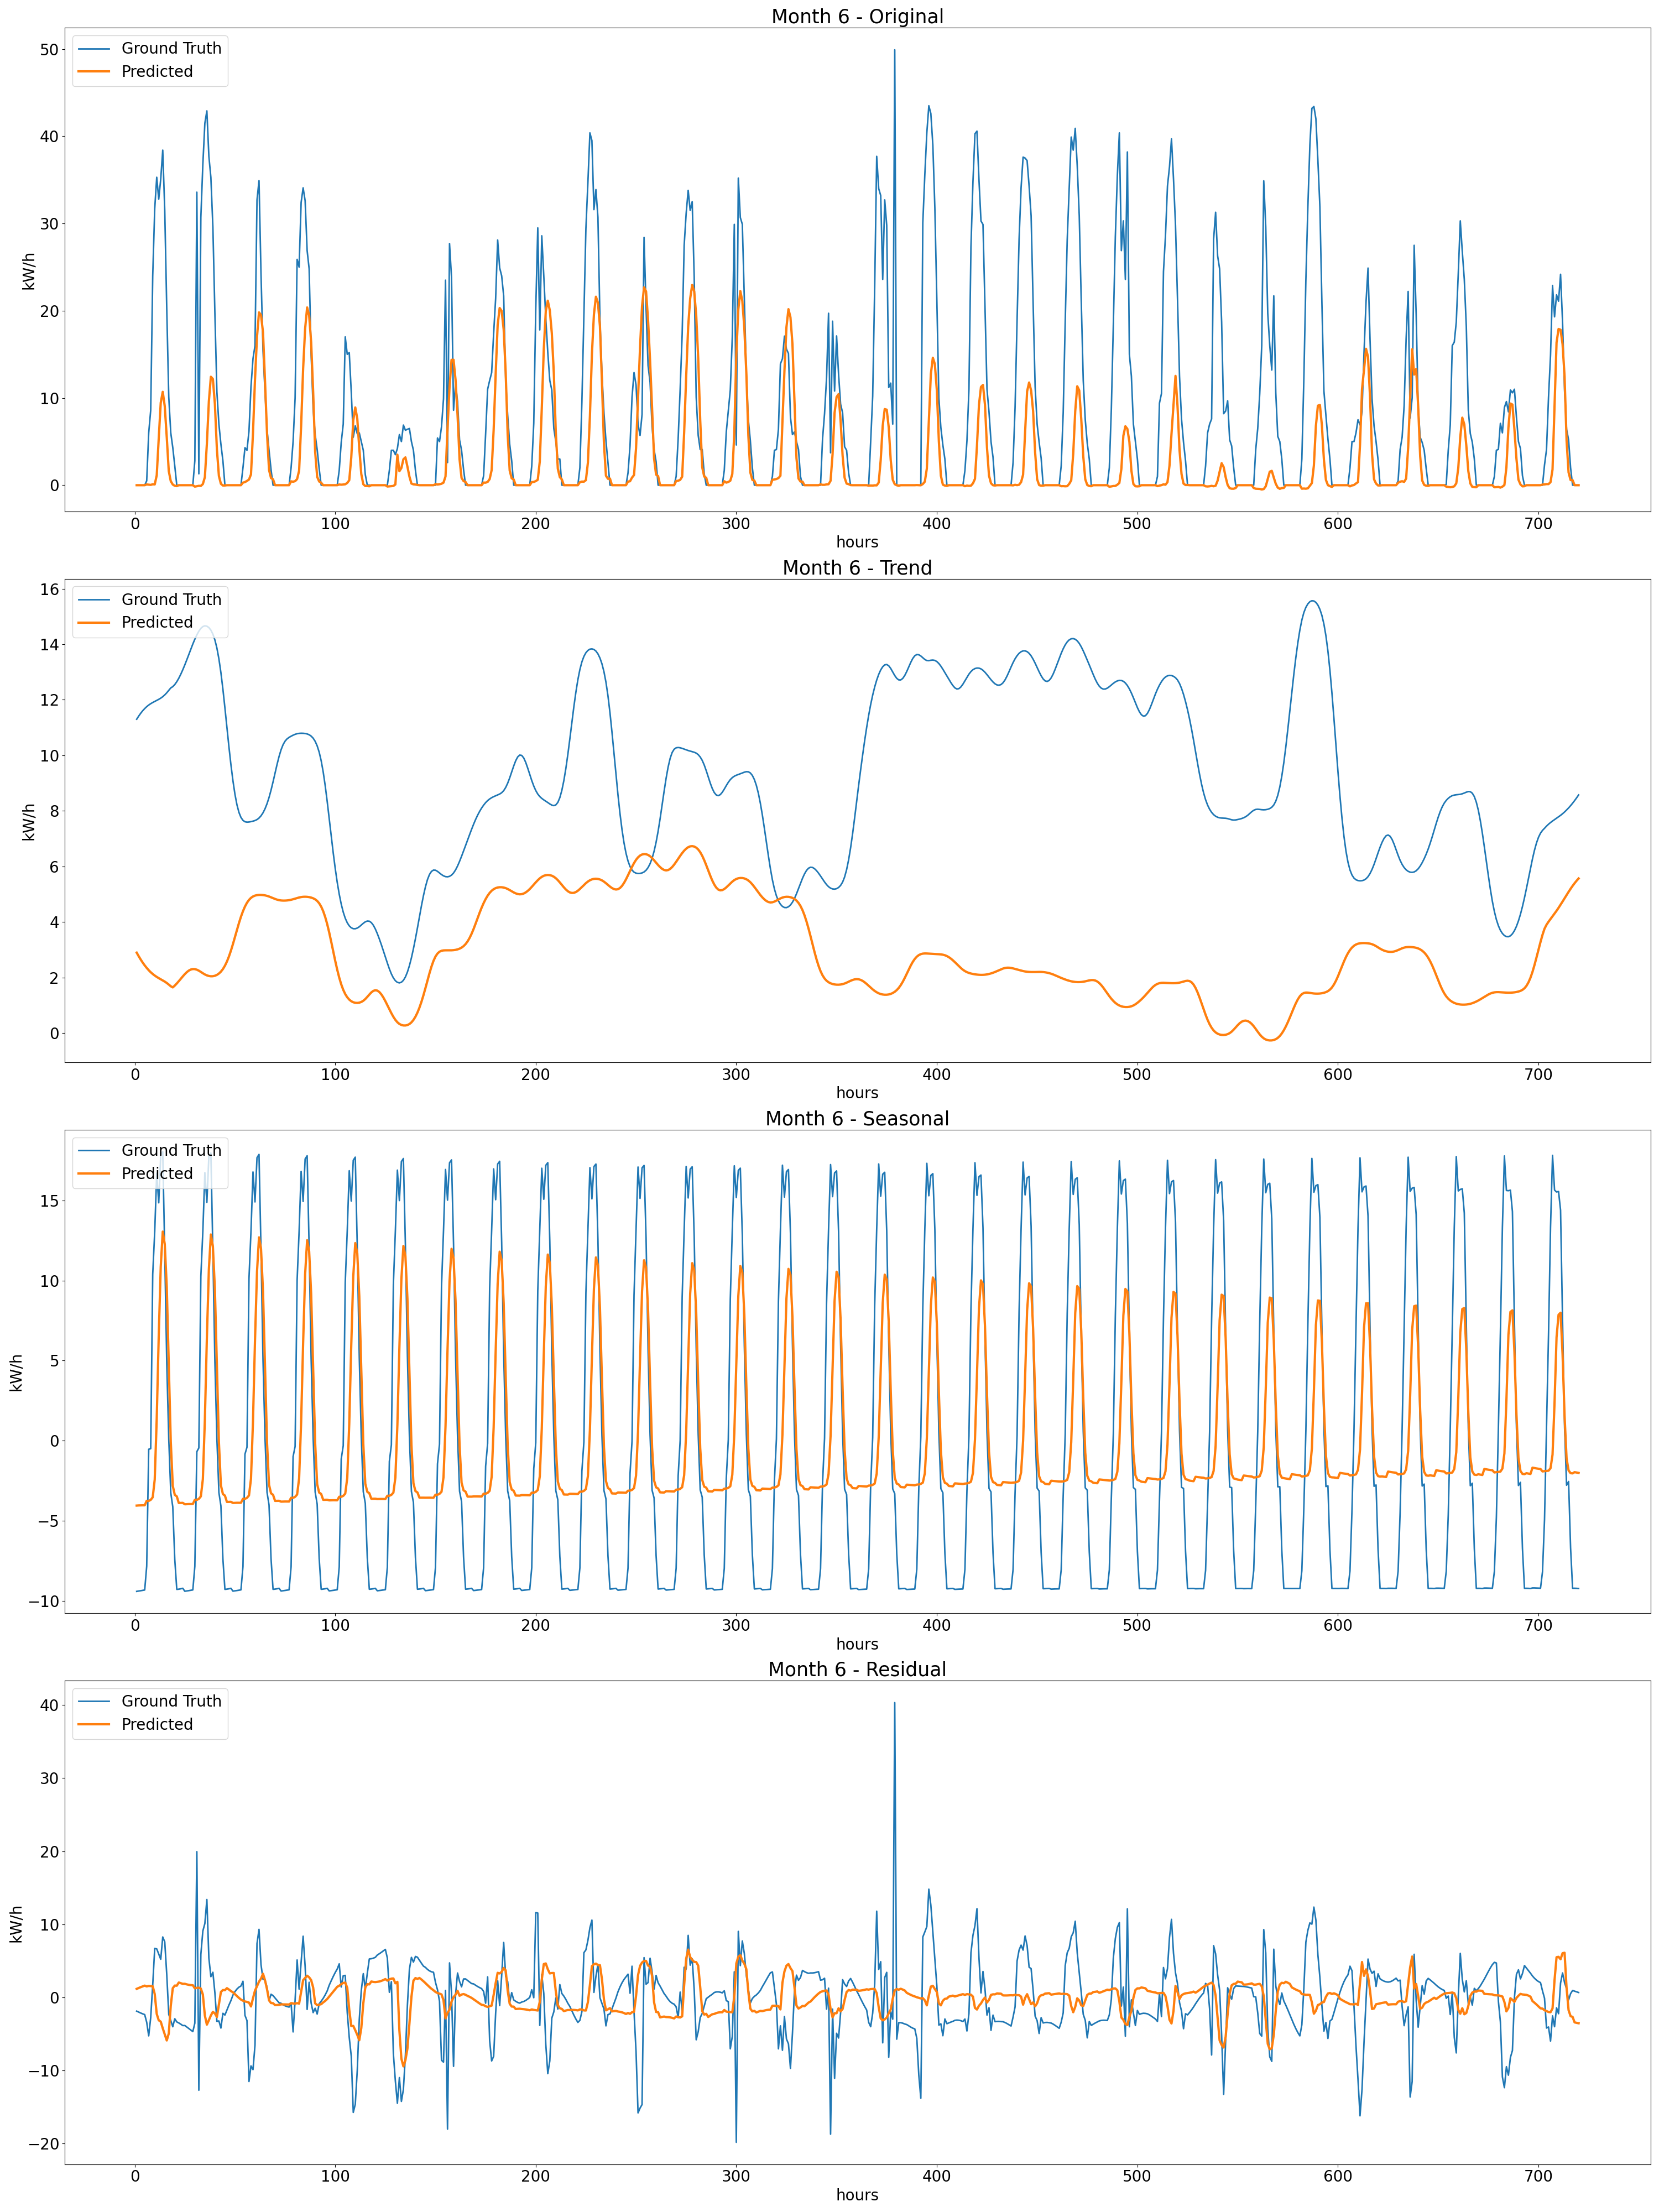 Month 6 - Original
Ground Truth
Predicted
50
40
30
20
10
0
kW/h
0 100 200 300 400 500 600 700
hours
Month 6 - Trend
Ground Truth
Predicted
16
14
12
10
8
6
4
2
0
kW/h
0 100 200 300 400 500 600 700
hours
Month 6 - Seasonal
Ground Truth
Predicted
15
10
5
0
−5
−10
kW/h
0 100 200 300 400 500 600 700
hours
Month 6 - Residual
Ground Truth
Predicted
40
30
20
10
0
−10
−20
kW/h
0 100 200 300 400 500 600 700
hours